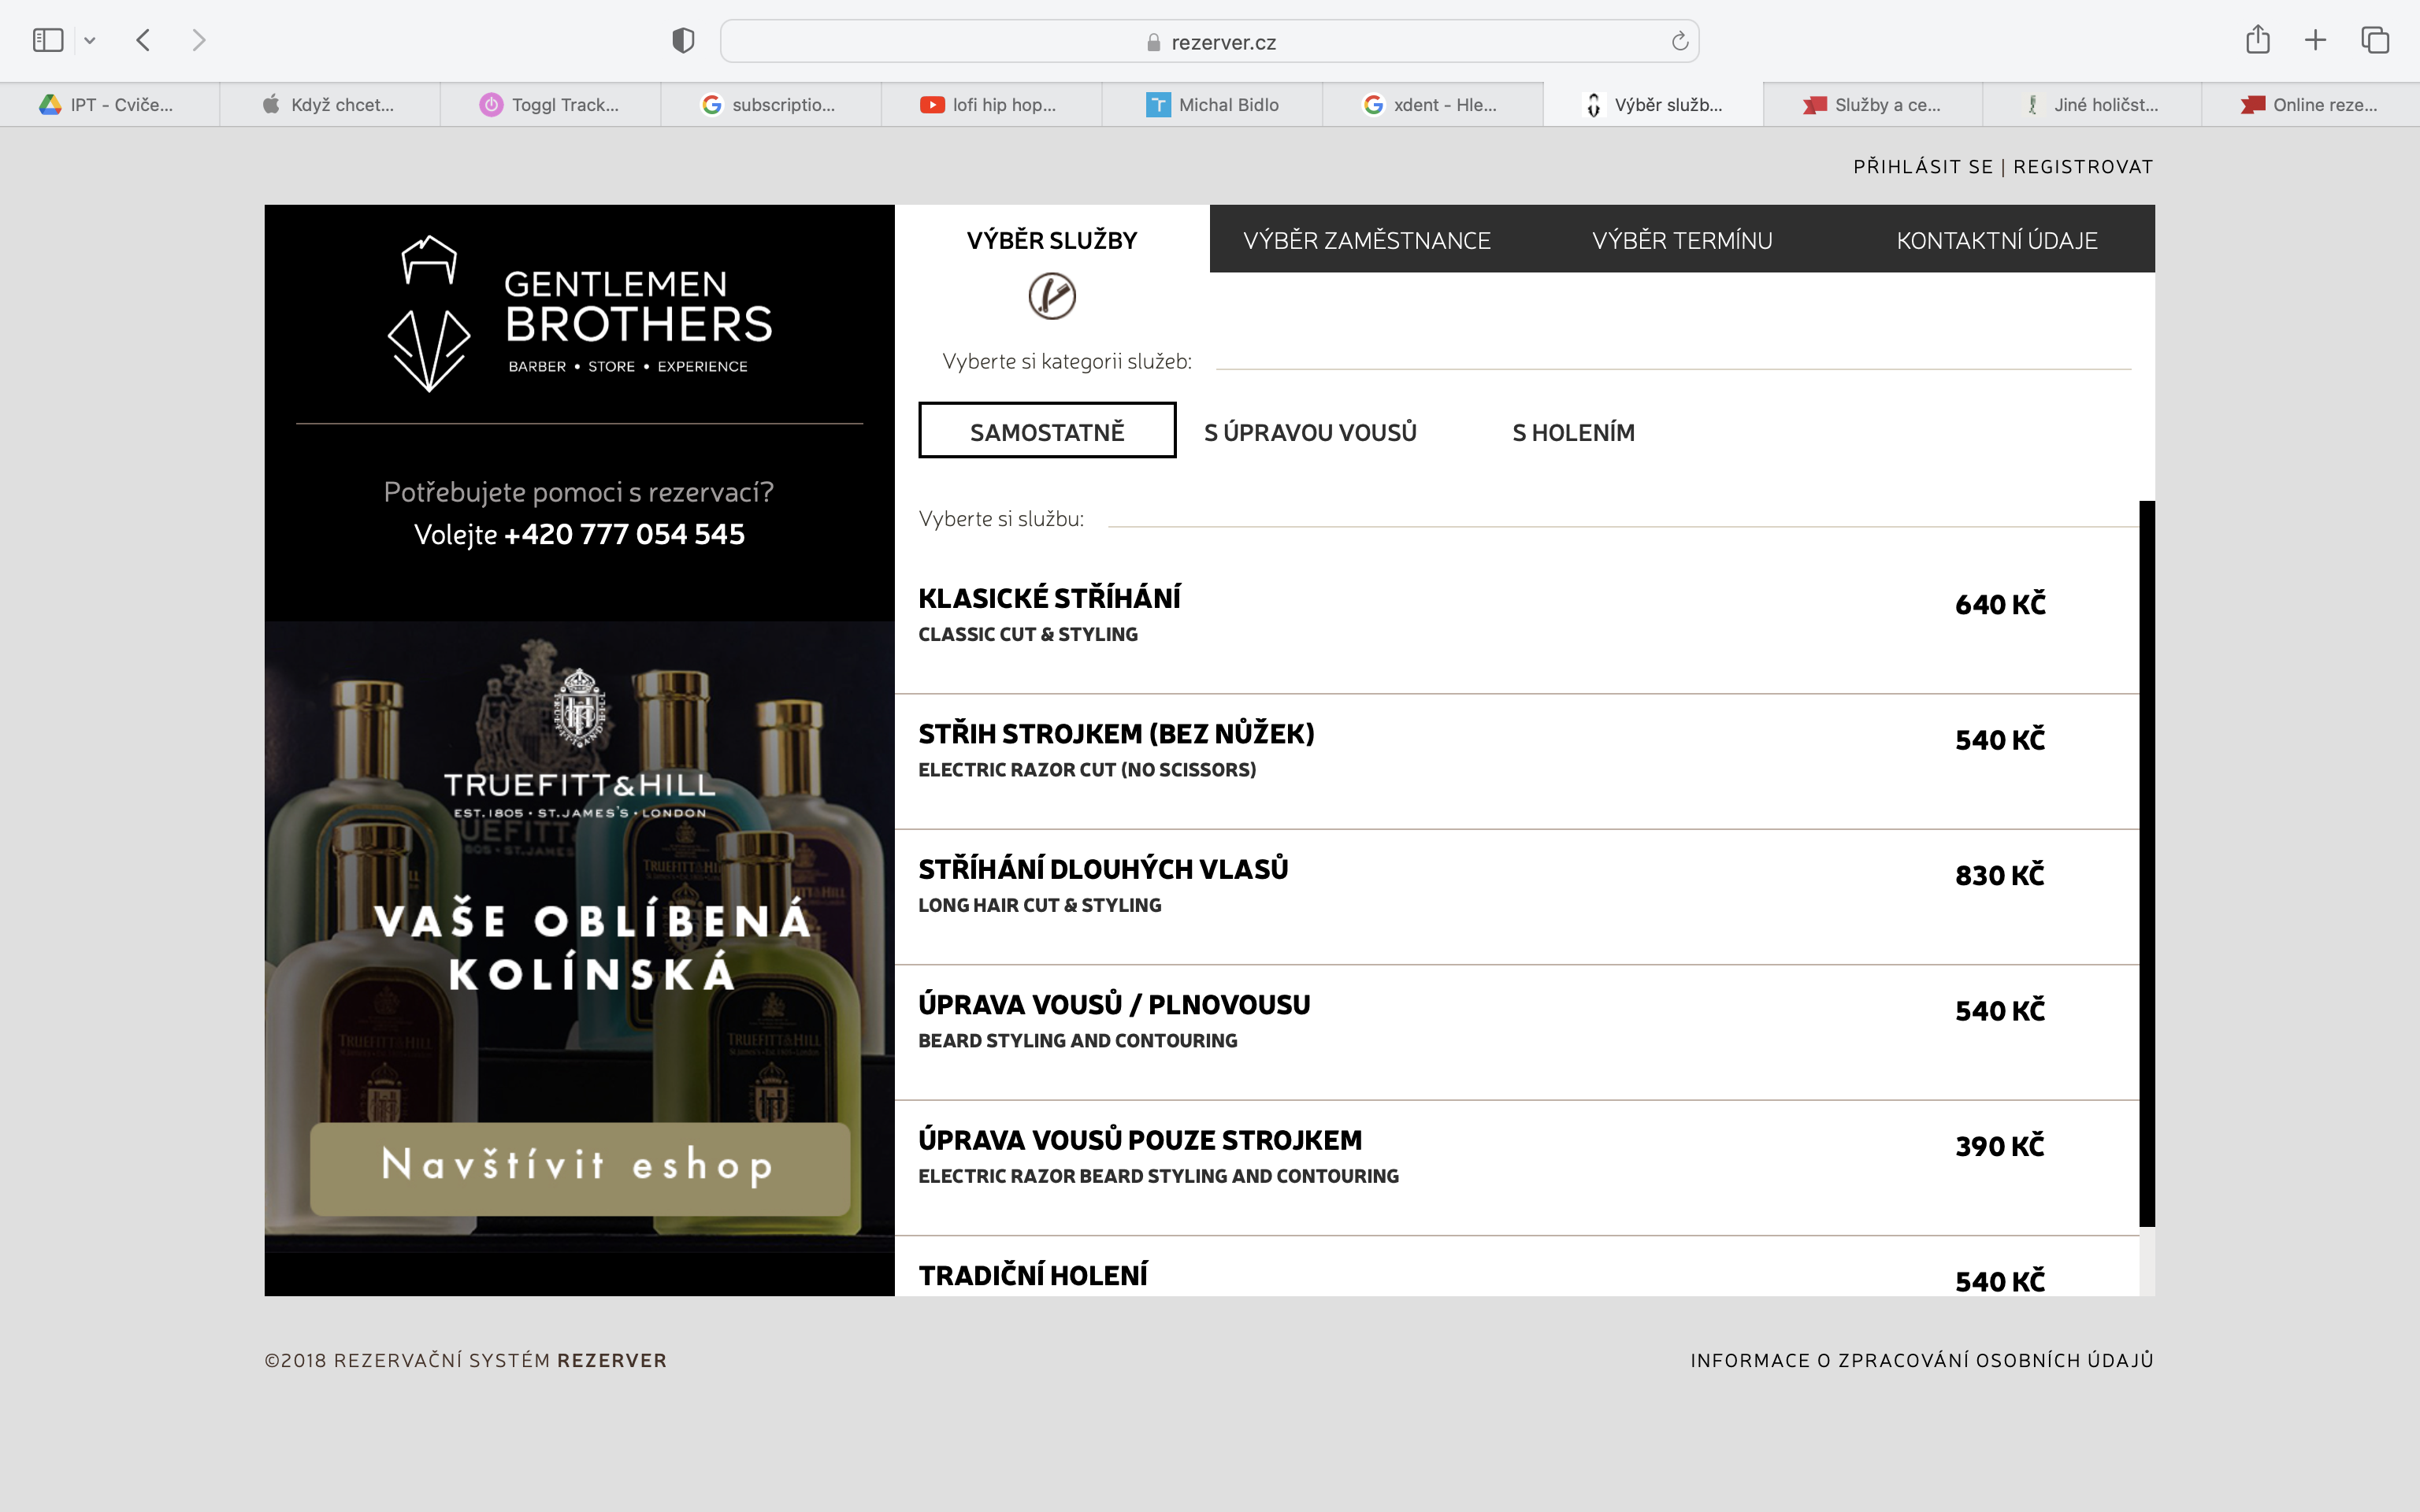 rezerver.cz
IPT - Cviče...
Když chcet...
Toggl Track...
subscriptio...
lofi hip hop...
Michal Bidlo
xdent - Hle...
Výběr služb...
Služby a ce...
Jiné holičst...
Online reze...
PŘIHLÁSIT SE | REGISTROVAT
GENTLEMEN
BROTHERS
BARBER • STORE • EXPERIENCE
Potřebujete pomoci s rezervací?
Volejte +420 777 054 545
TRUEFITT&HILL
EST.1805 • ST.JAMES'S • LONDON
VAŠE OBLÍBENÁ
KOLÍNSKÁ
TRUEFITT&HILL
TRUEFITT&HILL
Navštívit eshop
VÝBĚR SLUŽBY
VÝBĚR ZAMĚSTNANCE
VÝBĚR TERMÍNU
KONTAKTNÍ ÚDAJE
Vyberte si kategorii služeb:
SAMOSTATNĚ
S ÚPRAVOU VOUSŮ
S HOLENÍM
Vyberte si službu:
KLASICKÉ STŘÍHÁNÍ
640 KČ
CLASSIC CUT & STYLING
STŘIH STROJKEM (BEZ NŮŽEK)
540 KČ
ELECTRIC RAZOR CUT (NO SCISSORS)
STŘÍHÁNÍ DLOUHÝCH VLASŮ
830 KČ
LONG HAIR CUT & STYLING
ÚPRAVA VOUSŮ / PLNOVOUSU
540 KČ
BEARD STYLING AND CONTOURING
ÚPRAVA VOUSŮ POUZE STROJKEM
390 KČ
ELECTRIC RAZOR BEARD STYLING AND CONTOURING
TRADIČNÍ HOLENÍ
540 KČ
©2018 REZERVAČNÍ SYSTÉM REZERVER
INFORMACE O ZPRACOVÁNÍ OSOBNÍCH ÚDAJŮ